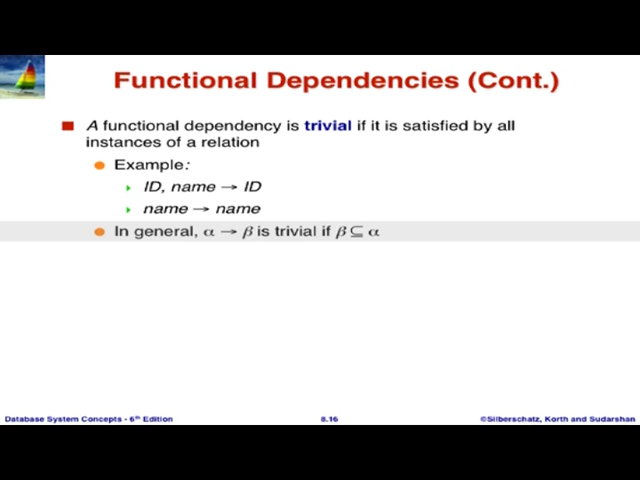 Functional Dependencies (Cont.)
A functional dependency is trivial if it is satisfied by all
instances of a relation
Example:
ID, name → ID
name → name
In general, α → β is trivial if β ⊆ α
Database System Concepts - 6th Edition
8.16
©Silberschatz, Korth and Sudarshan